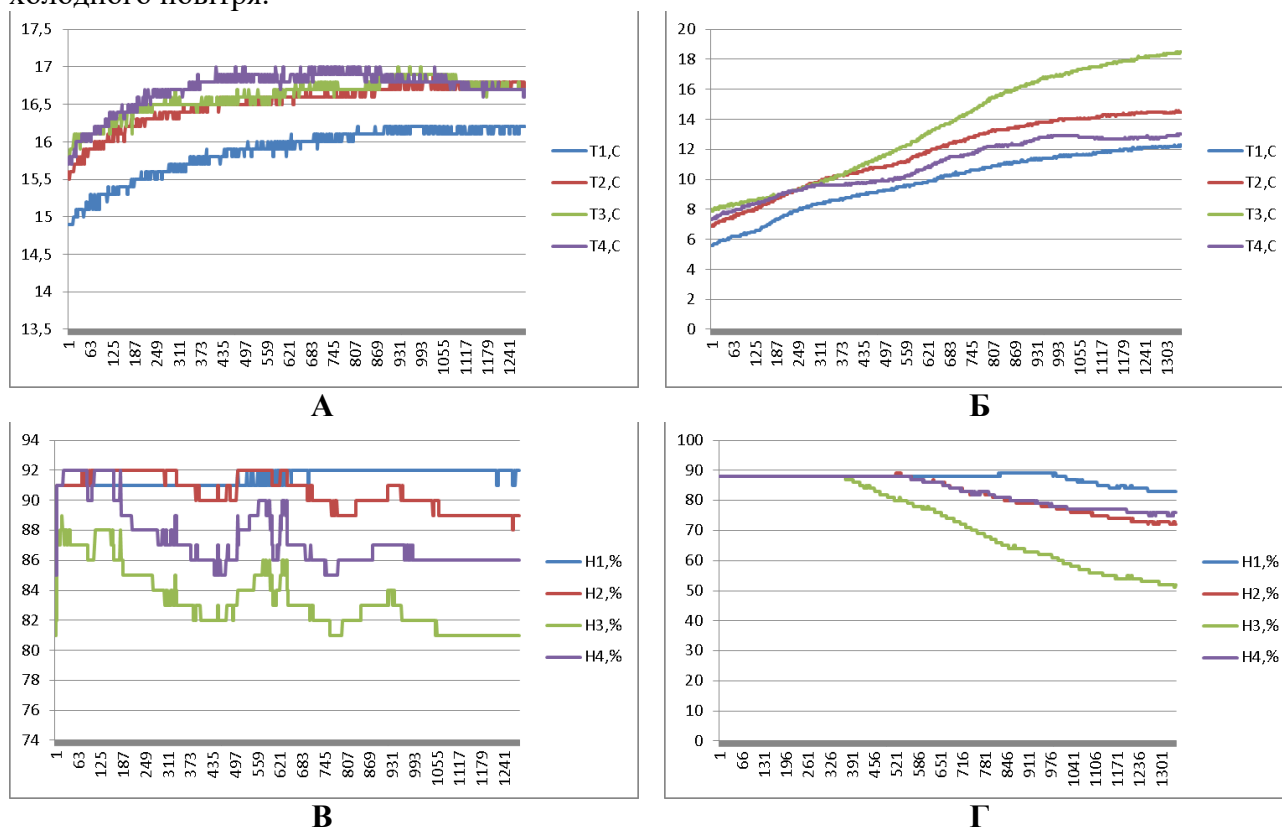 холодного повітря.
17,5
17
16,5
16
15,5
15
14,5
14
13,5
1 63 125 187 249 311 373 435 497 559 621 683 745 807 869 931 993 1055 1117 1179 1241
T1,C
T2,C
T3,C
T4,C
А
20
18
16
14
12
10
8
6
4
2
0
1 63 125 187 249 311 373 435 497 559 621 683 745 807 869 931 993 1055 1117 1179 1241 1303
T1,C
T2,C
T3,C
T4,C
Б
94
92
90
88
86
84
82
80
78
76
74
1 63 125 187 249 311 373 435 497 559 621 683 745 807 869 931 993 1055 1117 1179 1241
H1,%
H2,%
H3,%
H4,%
В
100
90
80
70
60
50
40
30
20
10
0
1 66 131 196 261 326 391 456 521 586 651 716 781 846 911 976 1041 1106 1171 1236 1301
H1,%
H2,%
H3,%
H4,%
Г